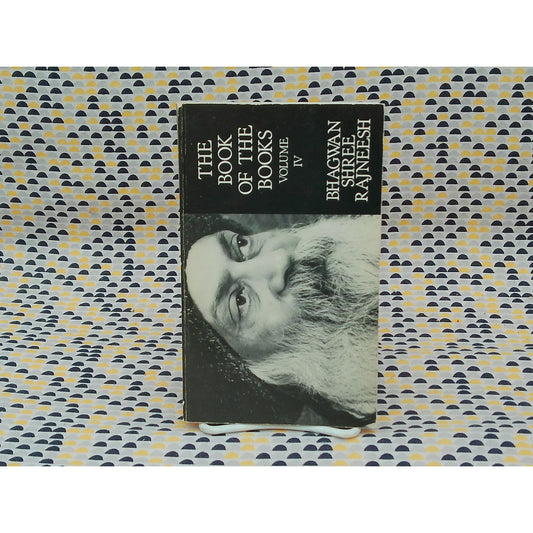 THE
BOOK
OF THE
BOOKS
VOLUME
IV
BHAGWAN
SHREE
RAJNEESH